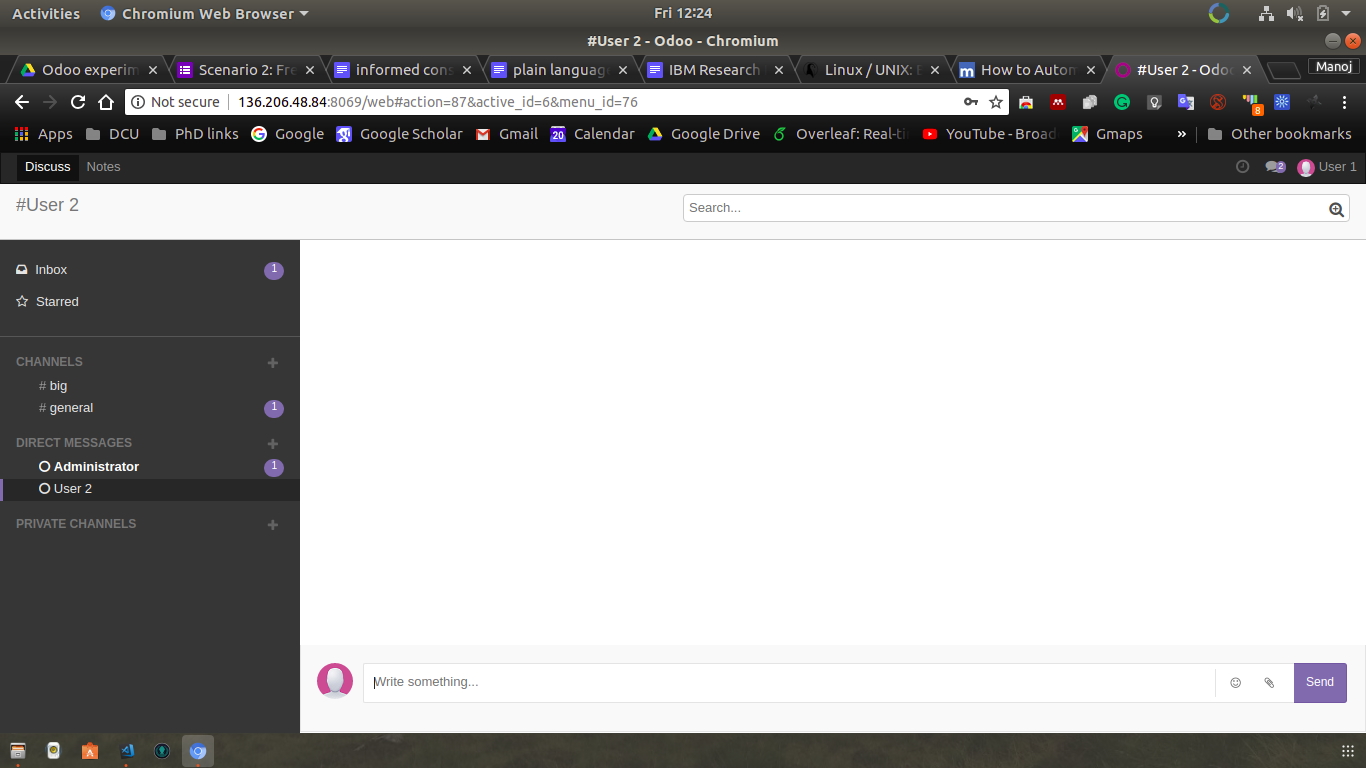 Activities Chromium Web Browser Fri 12:24
#User 2 - Odoo - Chromium
Odoo experim Scenario 2: Fre informed cons plain language IBM Research Linux / UNIX: E How to Autom #User 2 - Odoo Manoj
Not secure 136.206.48.84:8069/web#action=87&active_id=6&menu_id=76 8
Apps DCU PhD links Google Google Scholar Gmail 20 Calendar Google Drive Overleaf: Real-ti YouTube - Broad Gmaps » Other bookmarks
Discuss Notes 2 User 1
#User 2 Search...
Inbox 1
Starred
CHANNELS
# big
# general 1
DIRECT MESSAGES
Administrator 1
User 2
PRIVATE CHANNELS
Write something... Send